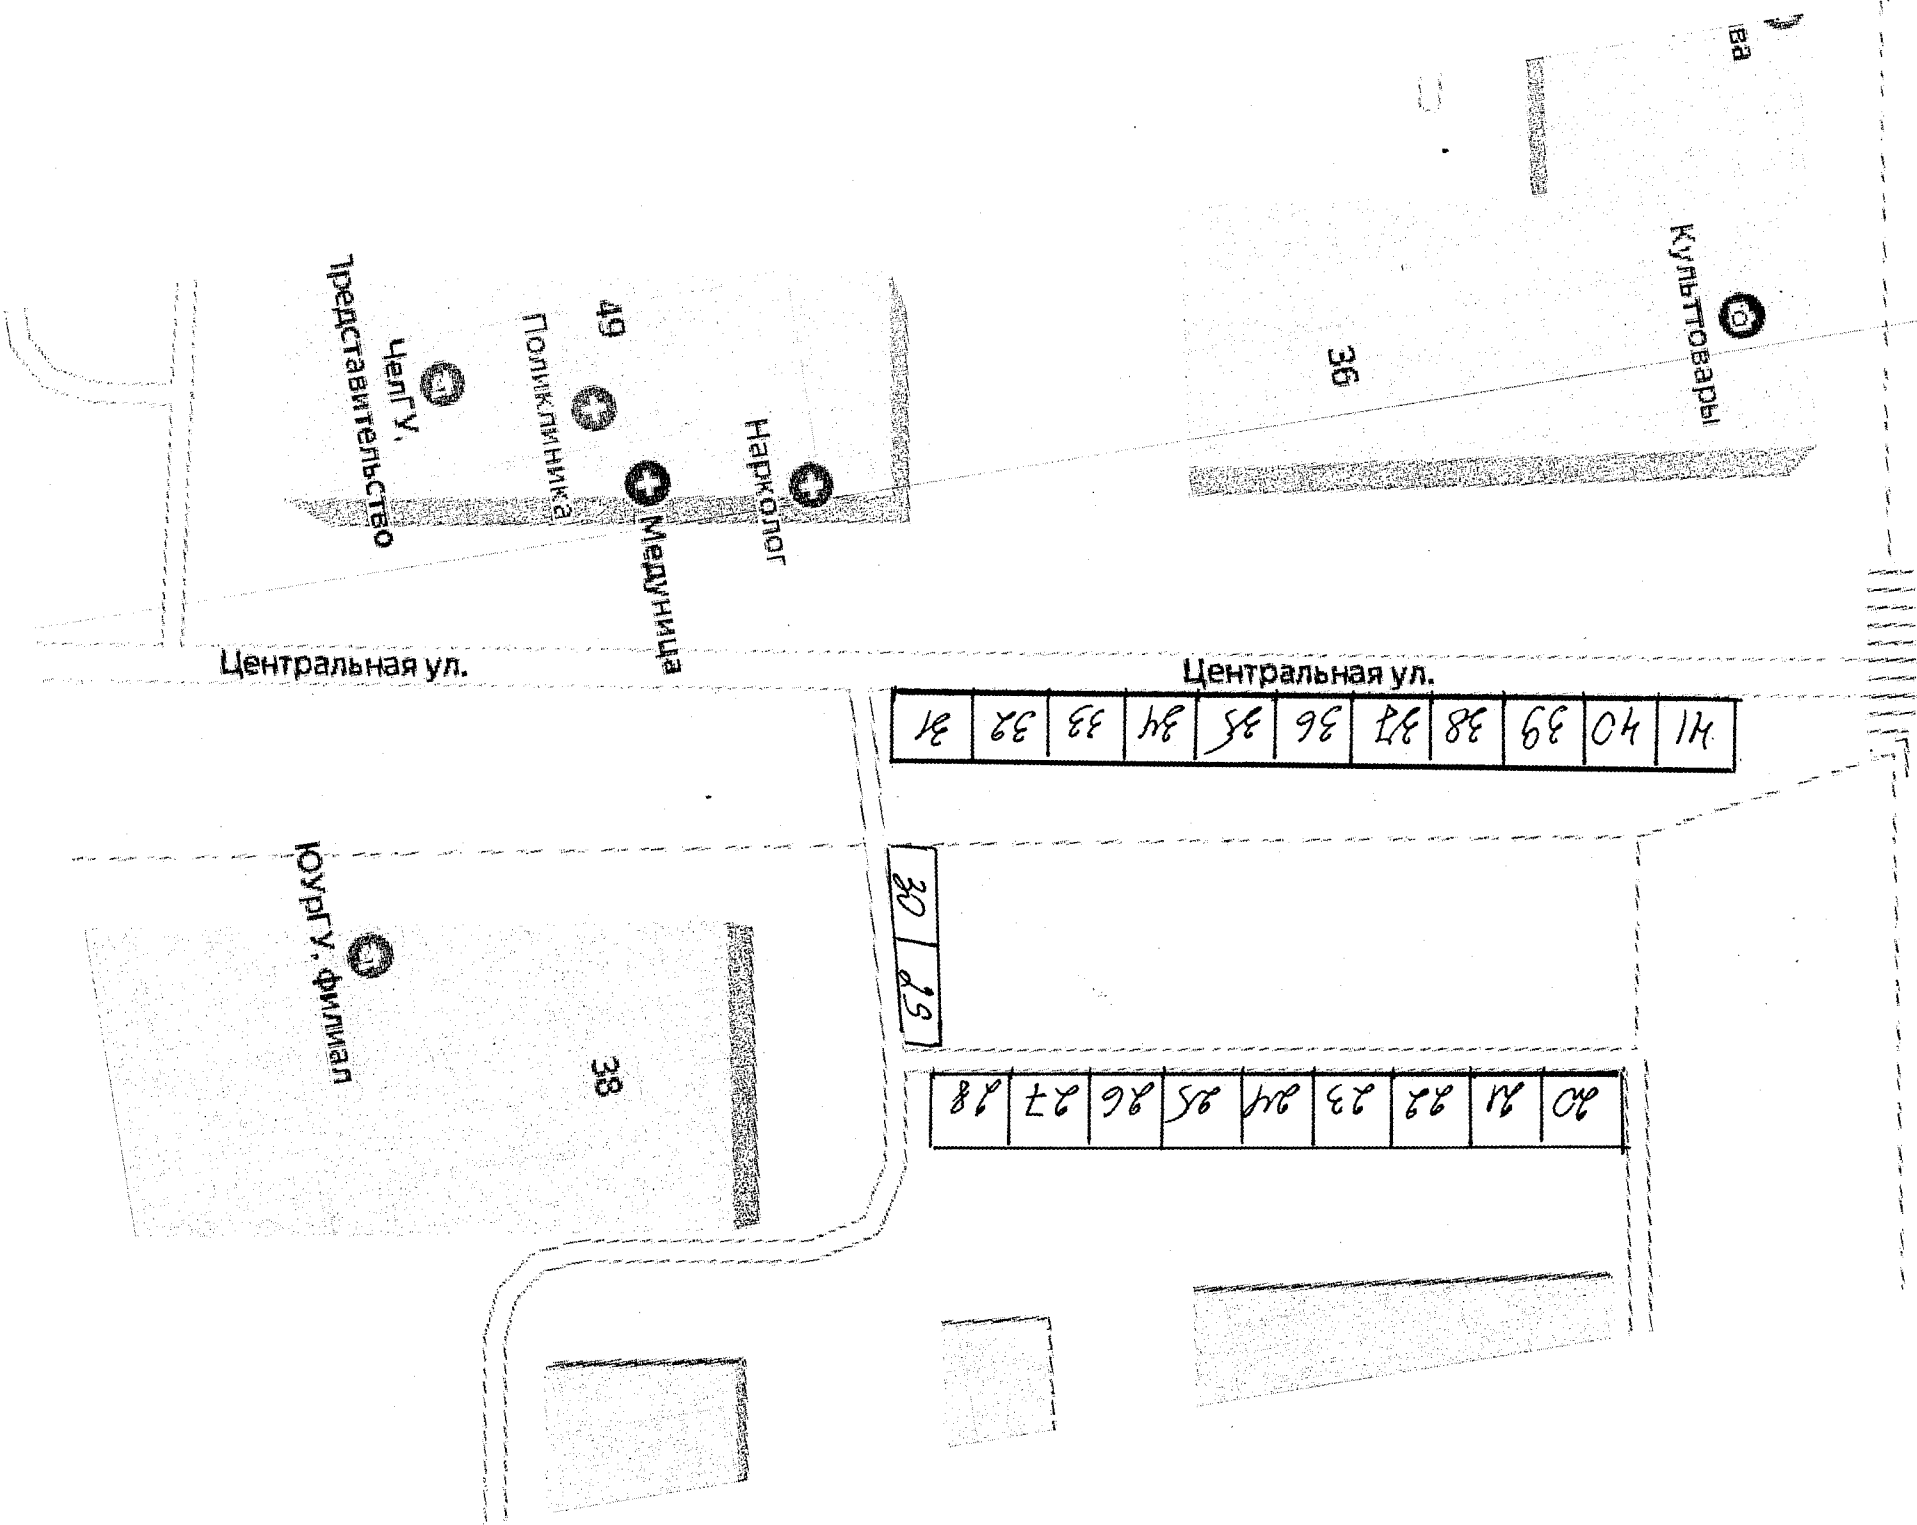 ва
Культтовары
36
49
Представительство
ЧелГУ,
Поликлиника
Медуница
Нарколог
Центральная ул.
Центральная ул.
31 32 33 34 35 36 37 38 39 40 41
30
29
ЮУрГУ, филиал
38
28 27 26 25 24 23 22 21 20